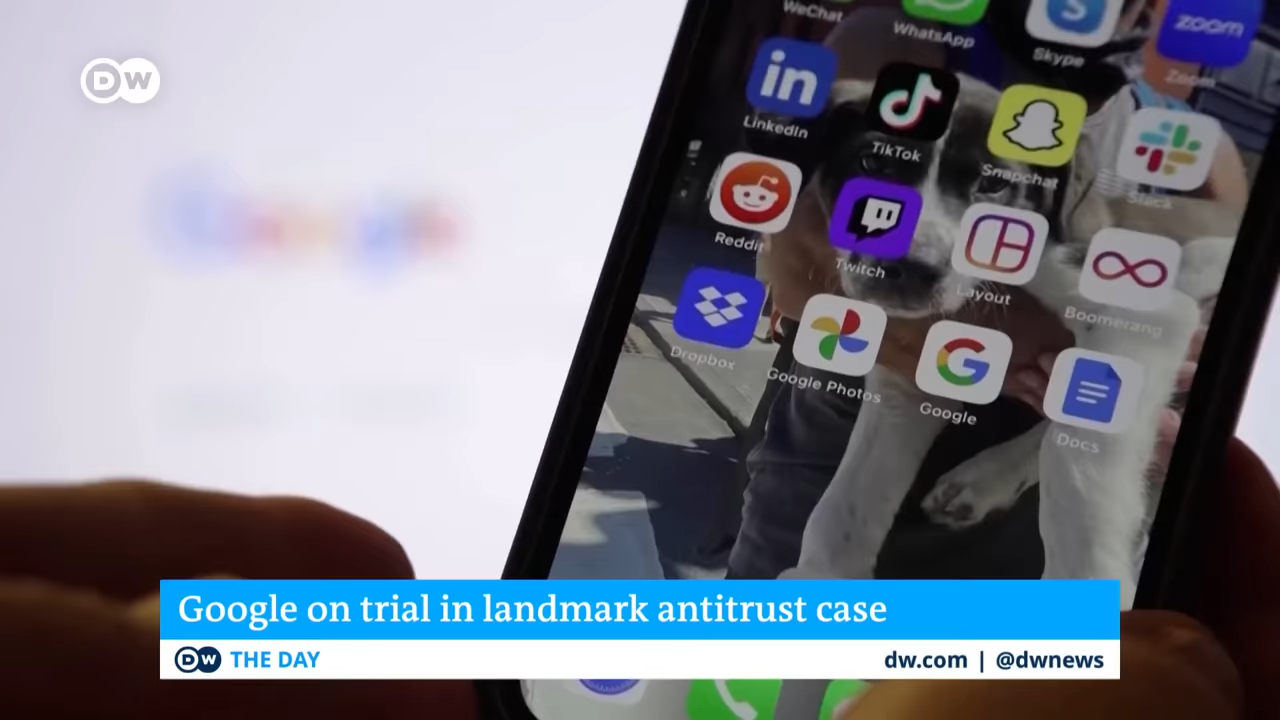 DW
WeChat
WhatsApp
Skype
zoom
Zoom
in
LinkedIn
TikTok
Snapchat
Slack
Reddit
Twitch
Layout
Boomerang
Dropbox
Google Photos
G
Google
Docs
Google
Google on trial in landmark antitrust case
DW THE DAY
dw.com | @dwnews